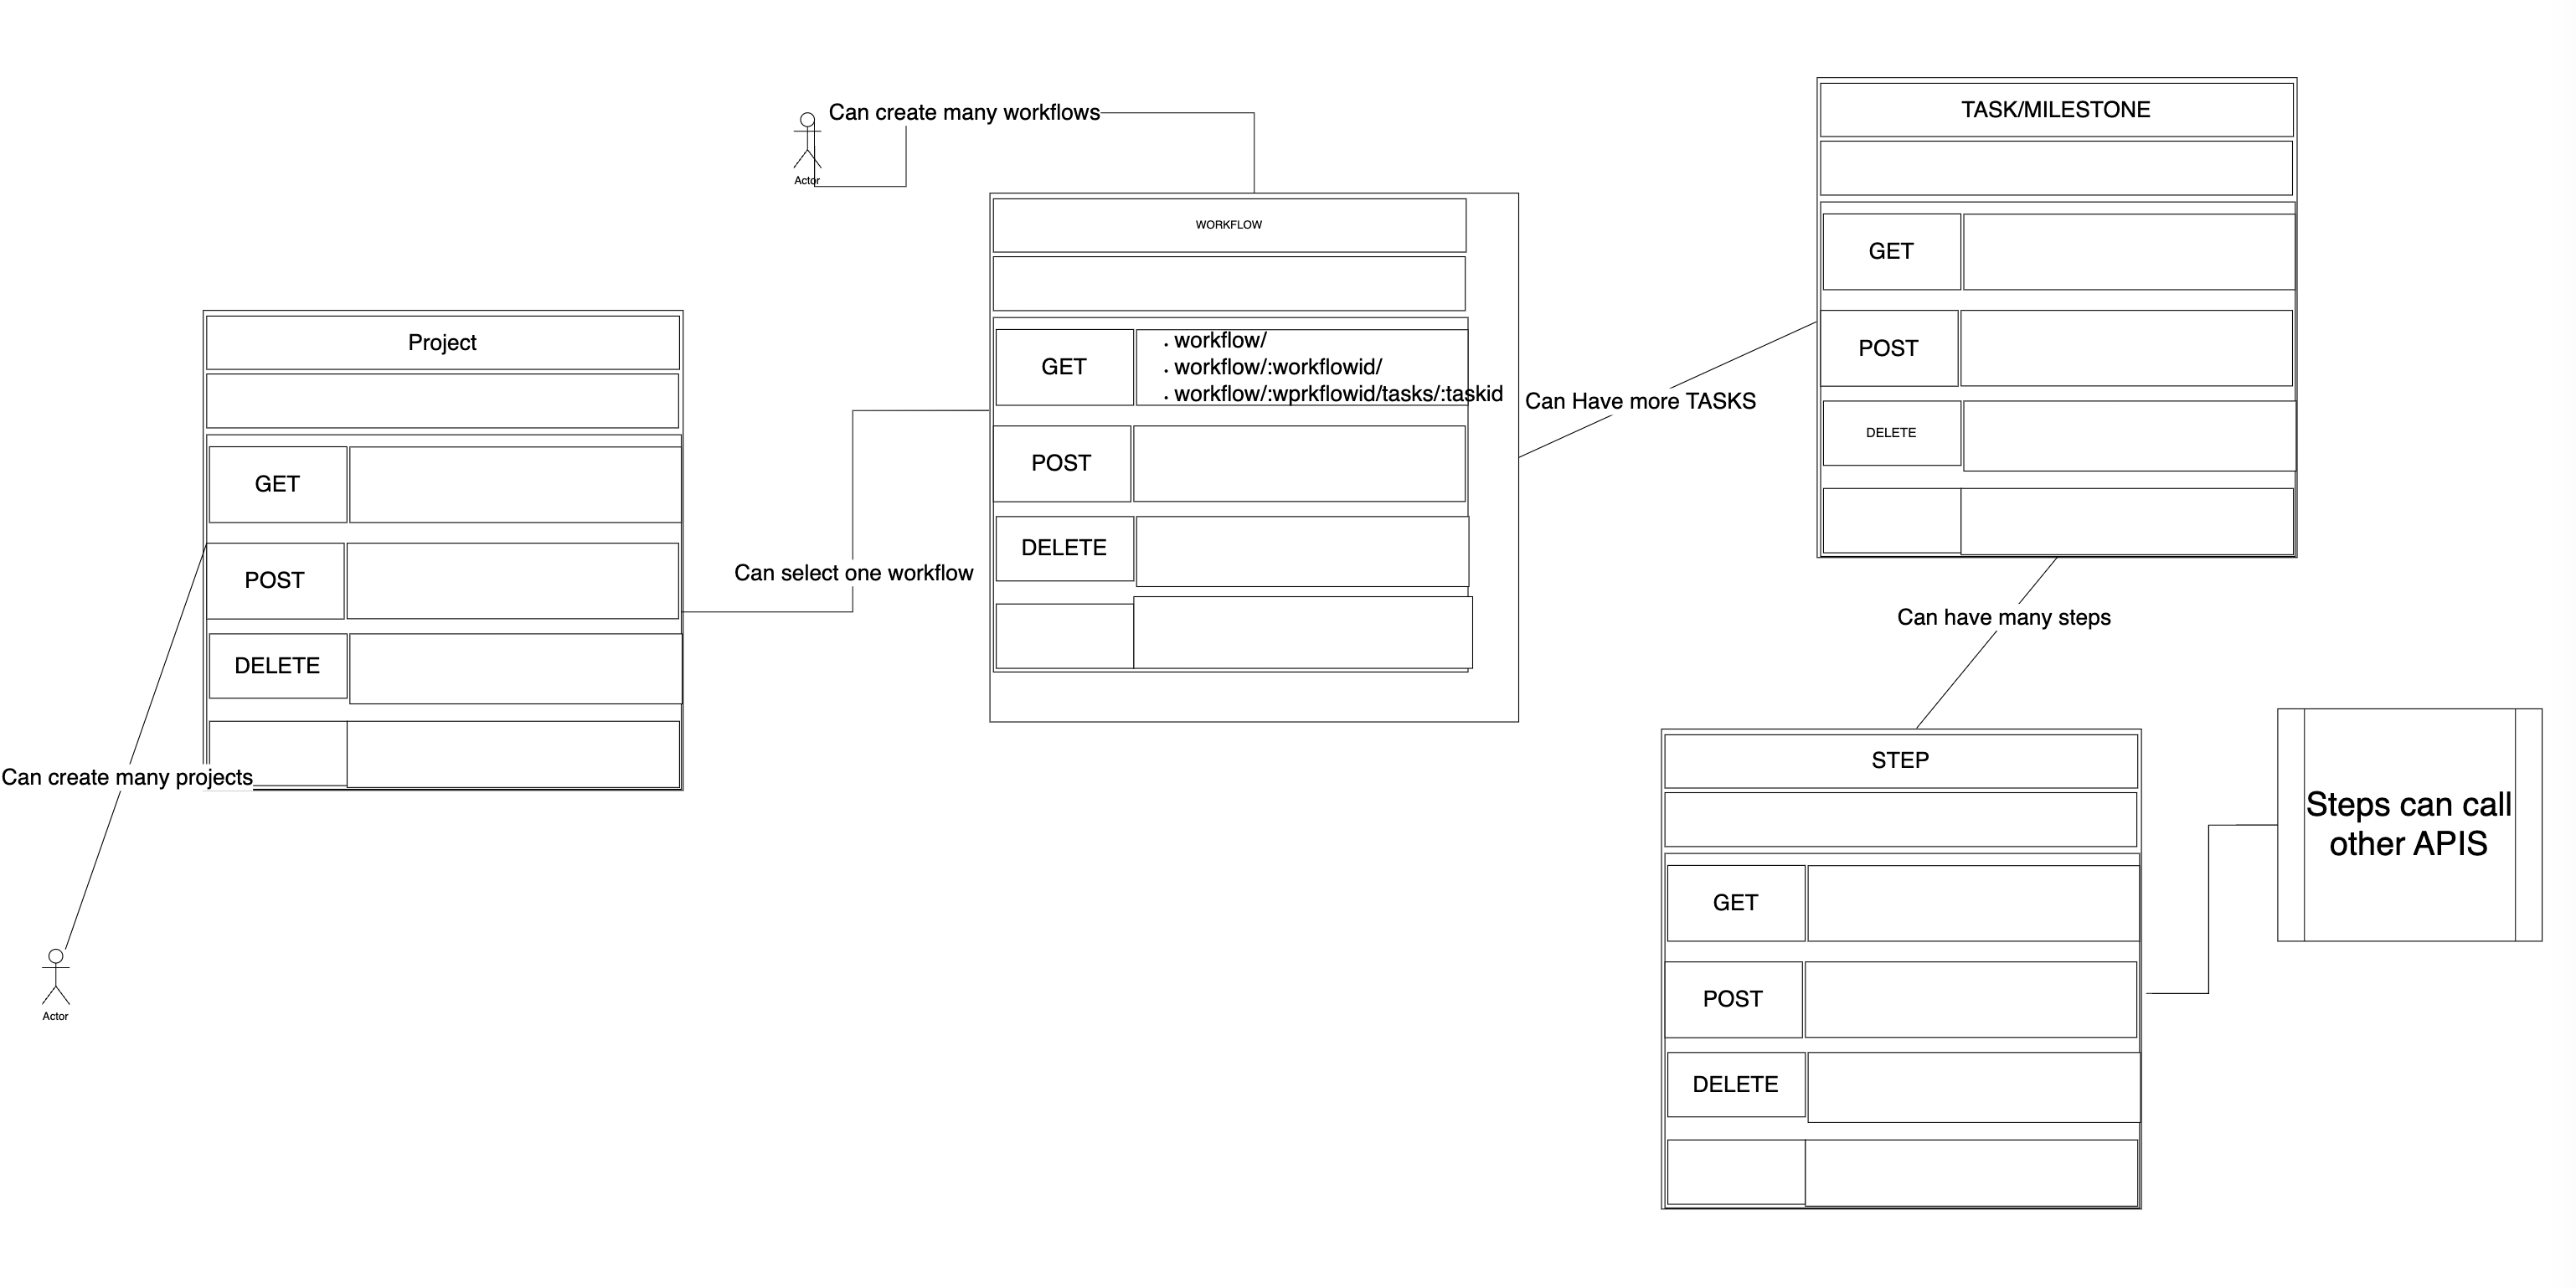 Can create many workflows
Actor
TASK/MILESTONE
GET
POST
DELETE
WORKFLOW
GET
. workflow/
. workflow/:workflowid/
. workflow/:wprkflowid/tasks/:taskid
POST
DELETE
Can Have more TASKS
Project
GET
POST
DELETE
Can select one workflow
Can create many projects
Actor
Can have many steps
STEP
GET
POST
DELETE
Steps can call
other APIS